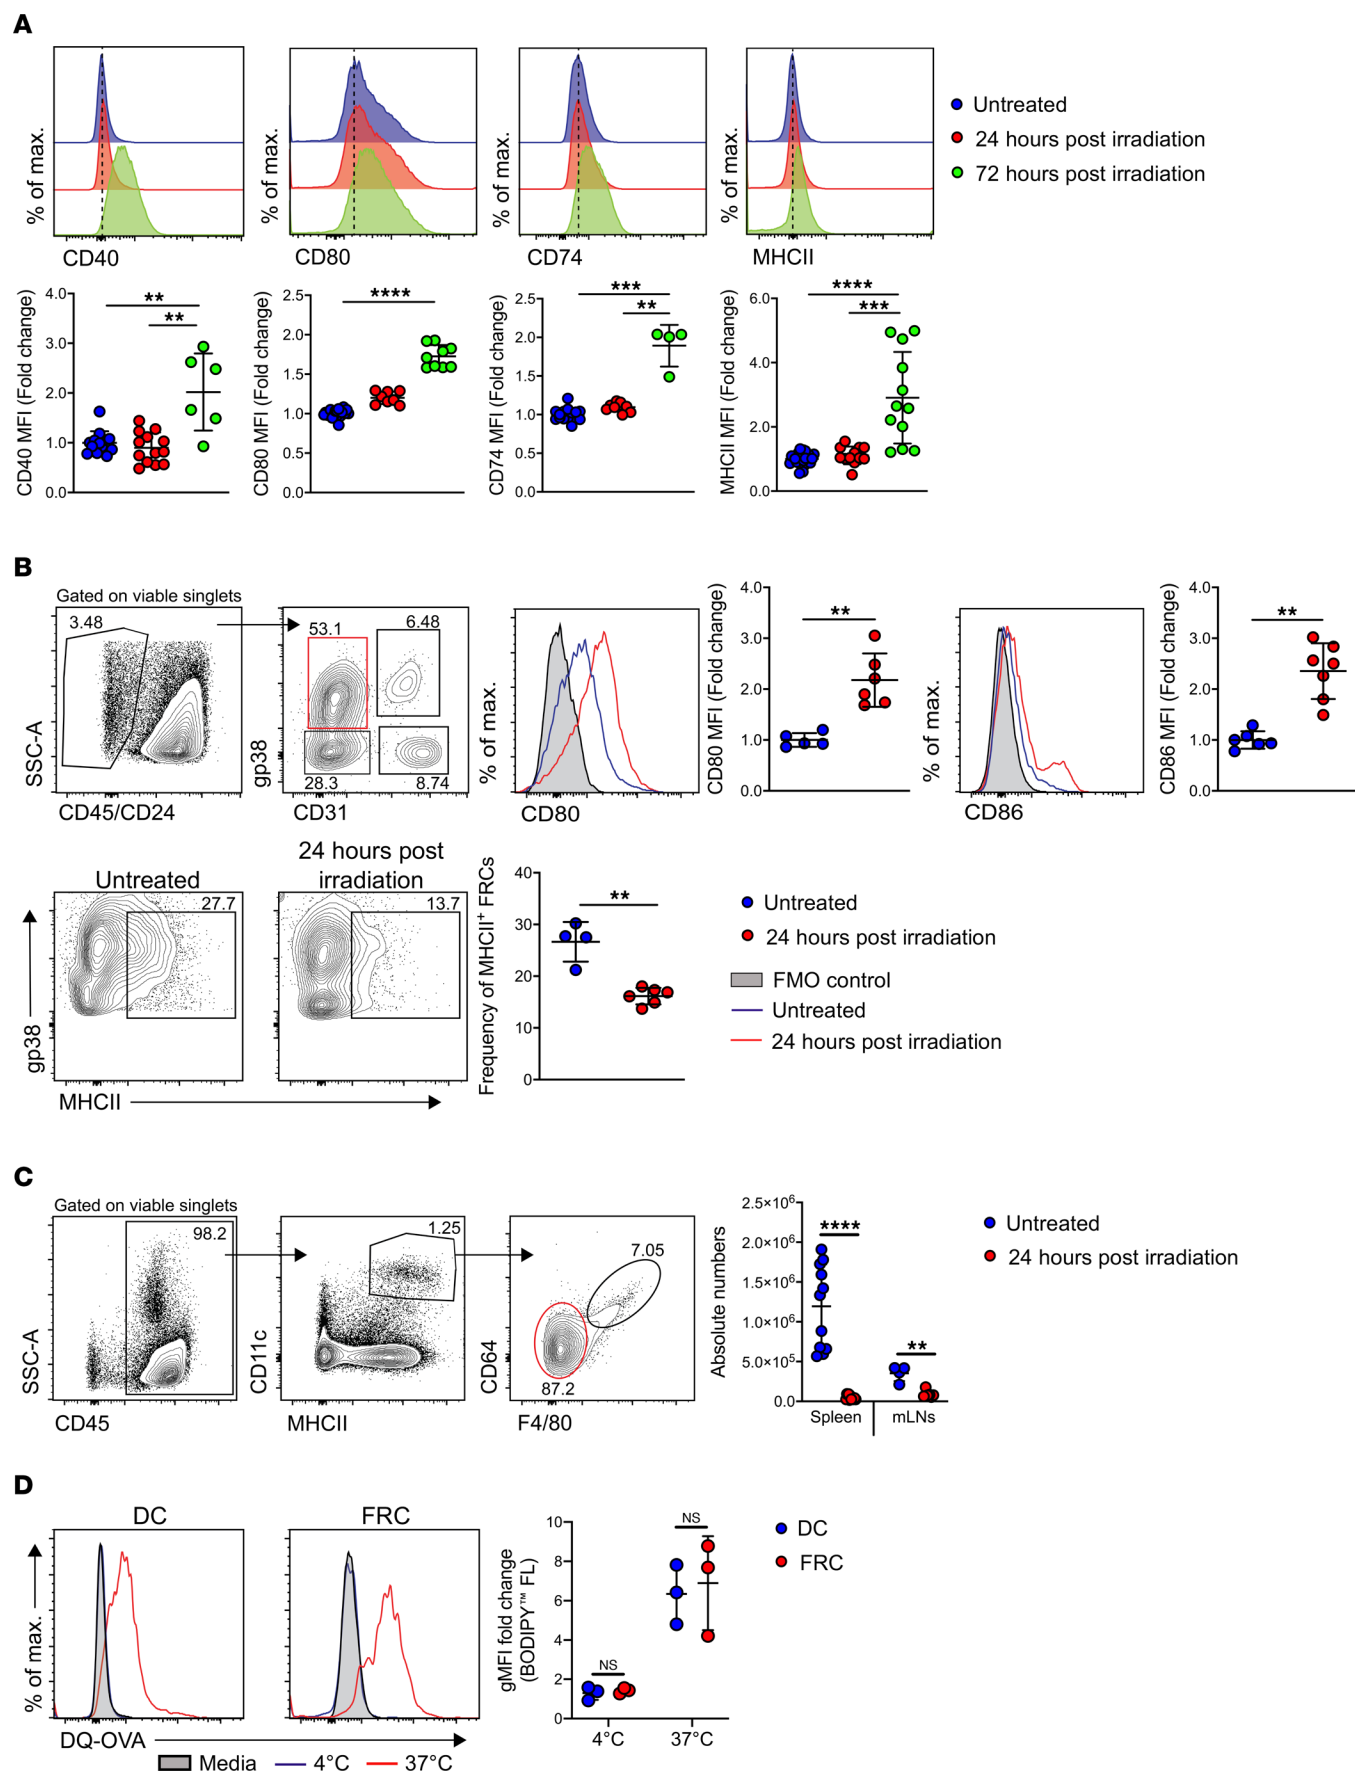 A
Untreated
24 hours post irradiation
72 hours post irradiation
% of max.
CD40
% of max.
CD80
% of max.
CD74
% of max.
MHCII
CD40 MFI (Fold change)
4.0
3.0
2.0
1.0
0.0
**
**
CD80 MFI (Fold change)
2.5
2.0
1.5
1.0
0.5
0.0
****
CD74 MFI (Fold change)
2.5
2.0
1.5
1.0
0.5
0.0
***
**
MHCII MFI (Fold change)
6.0
4.0
2.0
0.0
****
***
B
Gated on viable singlets
3.48
SSC-A
CD45/CD24
53.1
6.48
28.3
8.74
gp38
CD31
% of max.
CD80
CD80 MFI (Fold change)
4.0
3.0
2.0
1.0
0.0
**
% of max.
CD86
CD86 MFI (Fold change)
4.0
3.0
2.0
1.0
0.0
**
Untreated
27.7
24 hours post
irradiation
13.7
gp38
MHCII
Frequency of MHCII⁺ FRCs
40
30
20
10
0
**
Untreated
24 hours post irradiation
FMO control
Untreated
24 hours post irradiation
C
Gated on viable singlets
98.2
SSC-A
CD45
1.25
CD11c
MHCII
7.05
87.2
CD64
F4/80
Absolute numbers
2.5×10⁶
2.0×10⁶
1.5×10⁶
1.0×10⁶
5.0×10⁵
0.0
****
**
Spleen
mLNs
Untreated
24 hours post irradiation
D
DC
FRC
% of max.
DQ-OVA
Media
4°C
37°C
gMFI fold change
(BODIPY™ FL)
10
8
6
4
2
0
NS
NS
4°C
37°C
DC
FRC